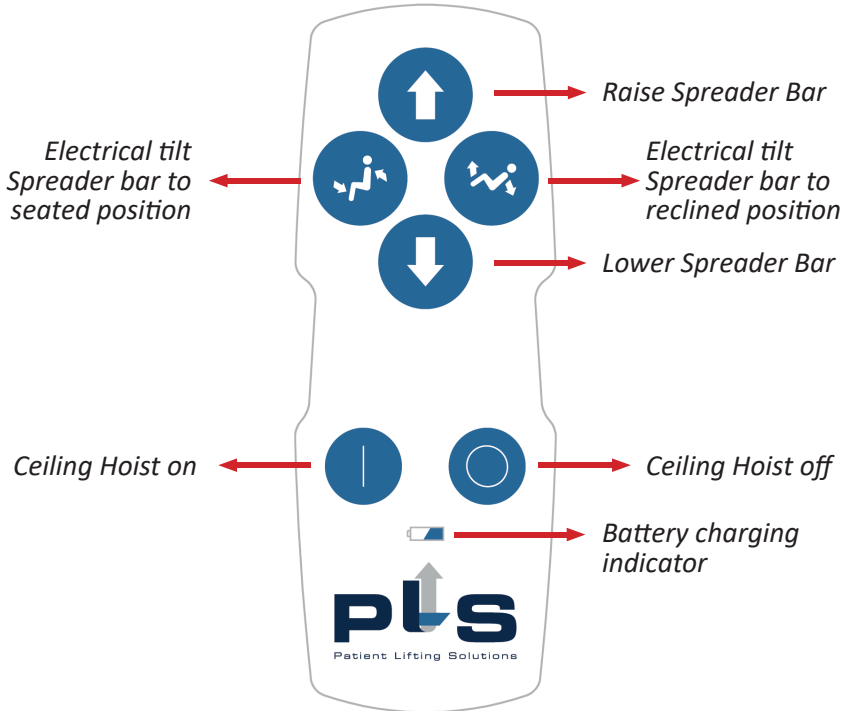 Raise Spreader Bar
Electrical tilt
Spreader bar to
seated position
Electrical tilt
Spreader bar to
reclined position
Lower Spreader Bar
Ceiling Hoist on
Ceiling Hoist off
Battery charging
indicator
PLS
Patient Lifting Solutions